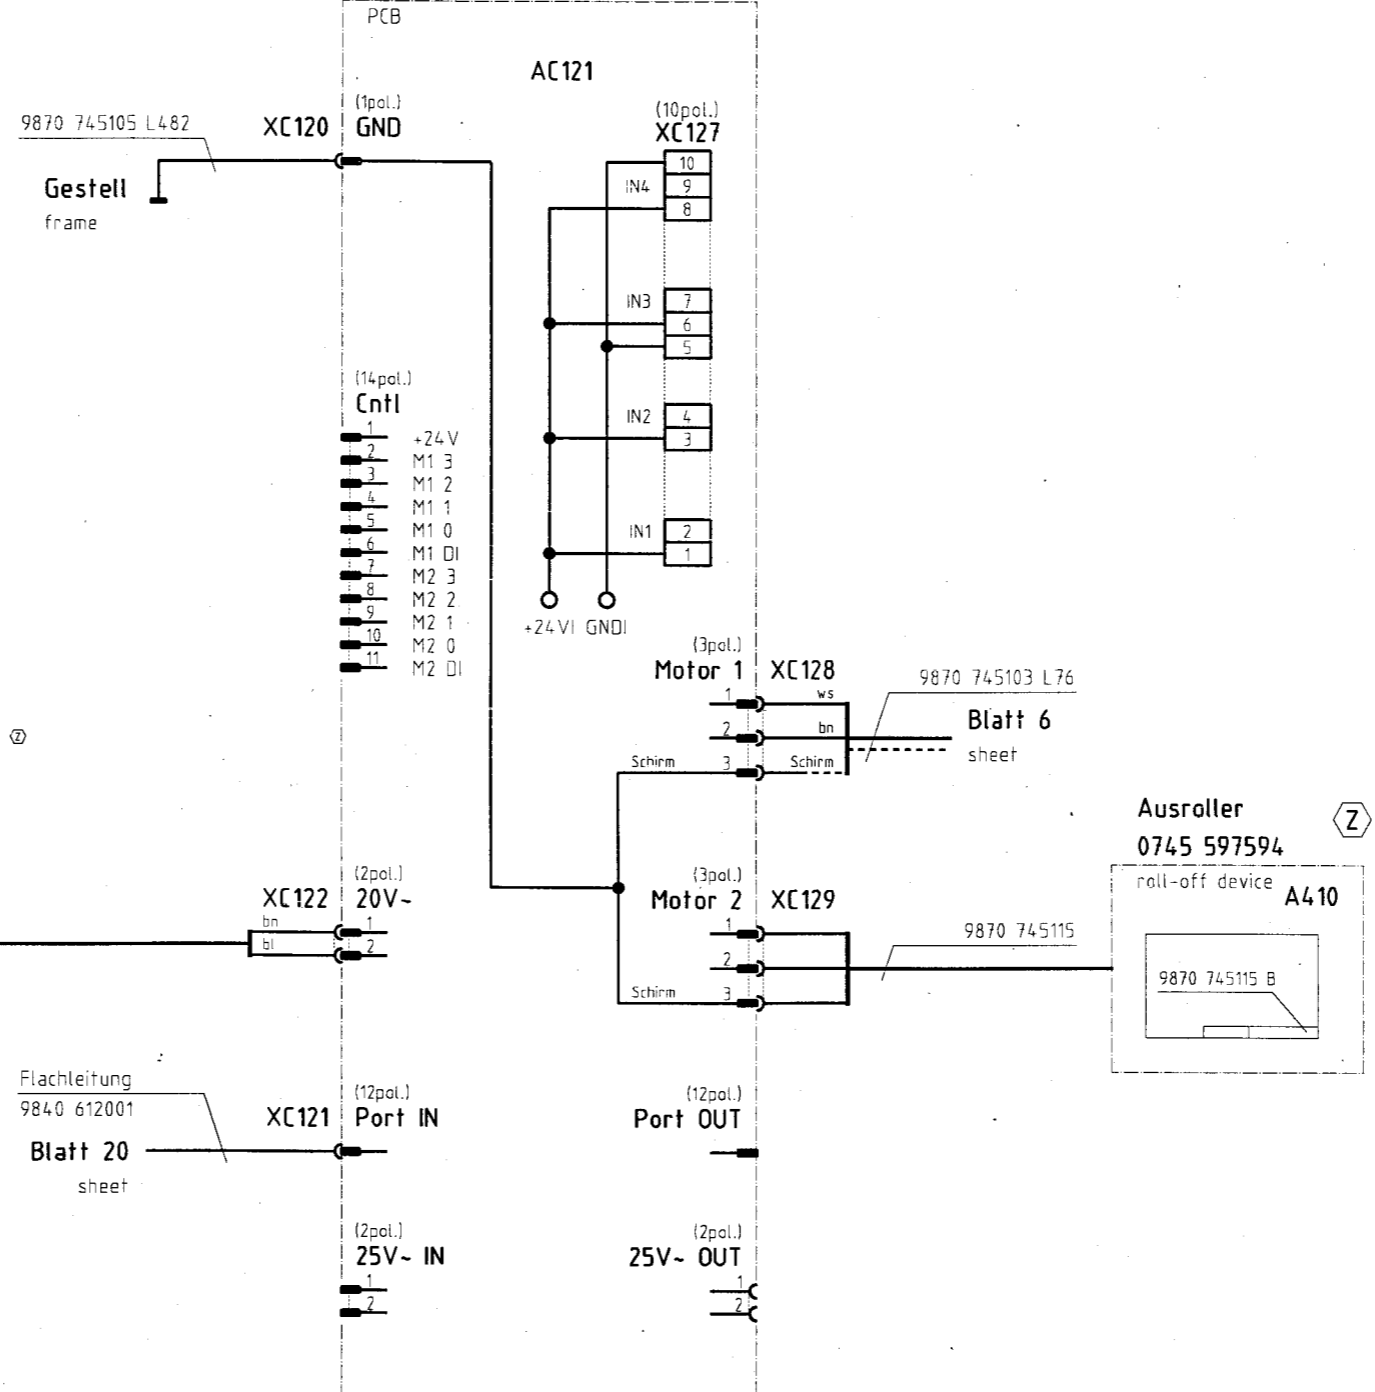 PCB
AC121
9870 745105 L482
XC120
(1pol.)
GND
Gestell
frame
(10pol.)
XC127
10
IN4
9
8
IN3
7
6
5
IN2
4
3
IN1
2
1
+24VI
GNDI
(14pol.)
Cntl
1 +24V
2 M1 3
3 M1 2
4 M1 1
5 M1 0
6 M1 DI
7 M2 3
8 M2 2
9 M2 1
10 M2 0
11 M2 DI
(3pol.)
Motor 1
XC128
1
ws
2
bn
Schirm
3
Schirm
9870 745103 L76
Blatt 6
sheet
Z
Ausroller
0745 597594
Z
roll-off device
A410
9870 745115 B
(2pol.)
XC122
20V~
bn
1
bl
2
(3pol.)
Motor 2
XC129
1
2
Schirm
3
9870 745115
Flachleitung
9840 612001
XC121
(12pol.)
Port IN
Blatt 20
sheet
(12pol.)
Port OUT
(2pol.)
25V~ IN
1
2
(2pol.)
25V~ OUT
1
2